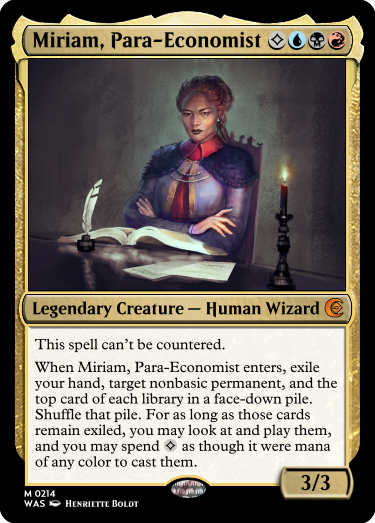 Miriam, Para-Economist
Legendary Creature — Human Wizard
This spell can't be countered.
When Miriam, Para-Economist enters, exile
your hand, target nonbasic permanent, and the
top card of each library in a face-down pile.
Shuffle that pile. For as long as those cards
remain exiled, you may look at and play them,
and you may spend as though it were mana
of any color to cast them.
3/3
M 0214
WAS Henriette Boldt